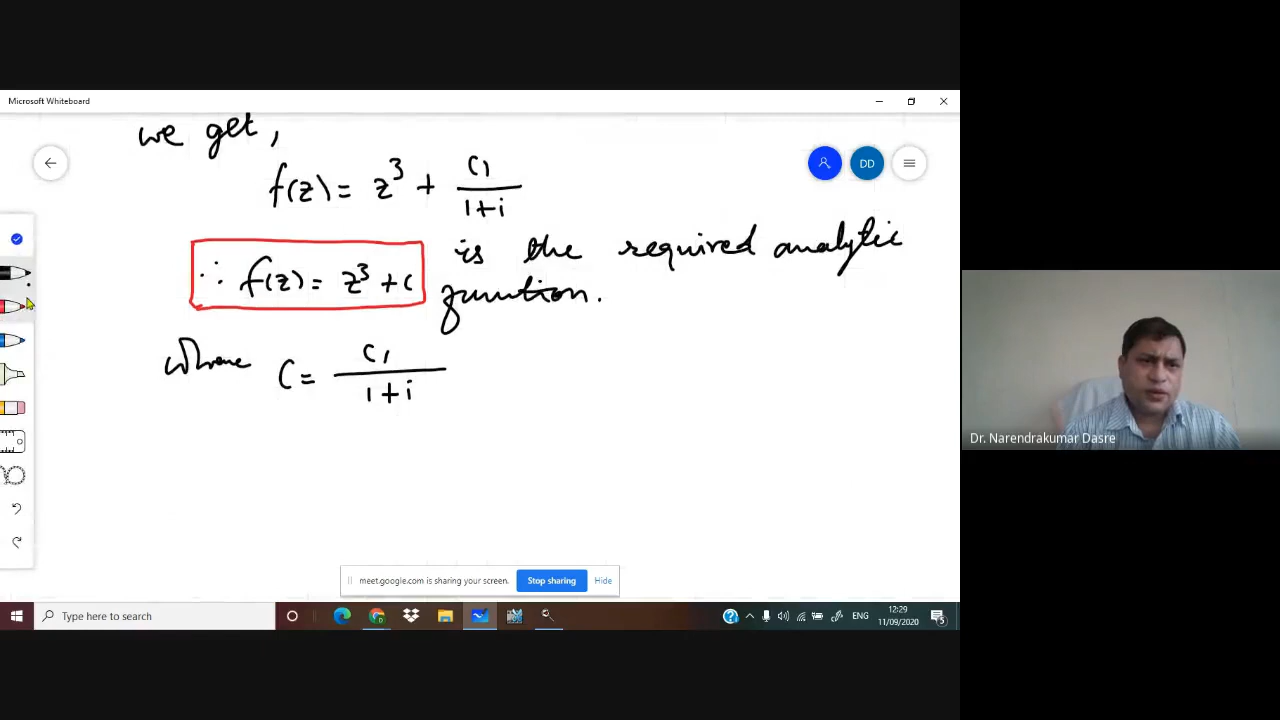 Microsoft Whiteboard
we get,
f(z) = z³ + c₁/1+i
∴ f(z) = z³ + c is the required analytic
function.
where c = c₁/1+i
DD
Dr. Narendrakumar Dasre
meet.google.com is sharing your screen. Stop sharing Hide
Type here to search
ENG
12:29
11/09/2020
5